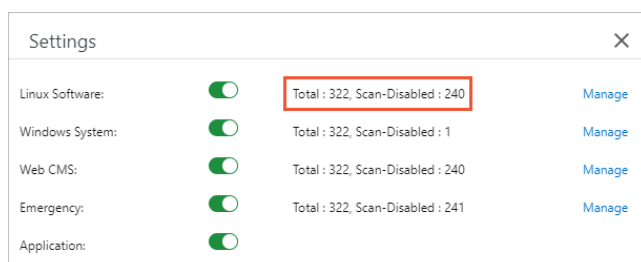 Settings
Linux Software: Total : 322, Scan-Disabled : 240 Manage
Windows System: Total : 322, Scan-Disabled : 1 Manage
Web CMS: Total : 322, Scan-Disabled : 240 Manage
Emergency: Total : 322, Scan-Disabled : 241 Manage
Application: